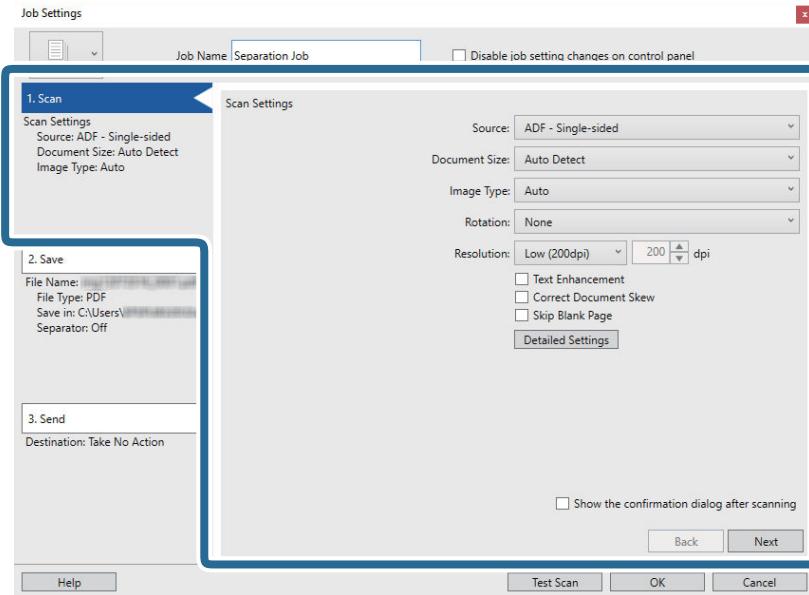 Job Settings
x
Job Name Separation Job Disable job setting changes on control panel
1. Scan
Scan Settings
Source: ADF - Single-sided
Document Size: Auto Detect
Image Type: Auto
2. Save
File Name:
File Type: PDF
Save in: C:\Users\
Separator: Off
3. Send
Destination: Take No Action
Scan Settings
Source: ADF - Single-sided
Document Size: Auto Detect
Image Type: Auto
Rotation: None
Resolution: Low (200dpi) 200 dpi
Text Enhancement
Correct Document Skew
Skip Blank Page
Detailed Settings
Show the confirmation dialog after scanning
Back Next
Help Test Scan OK Cancel